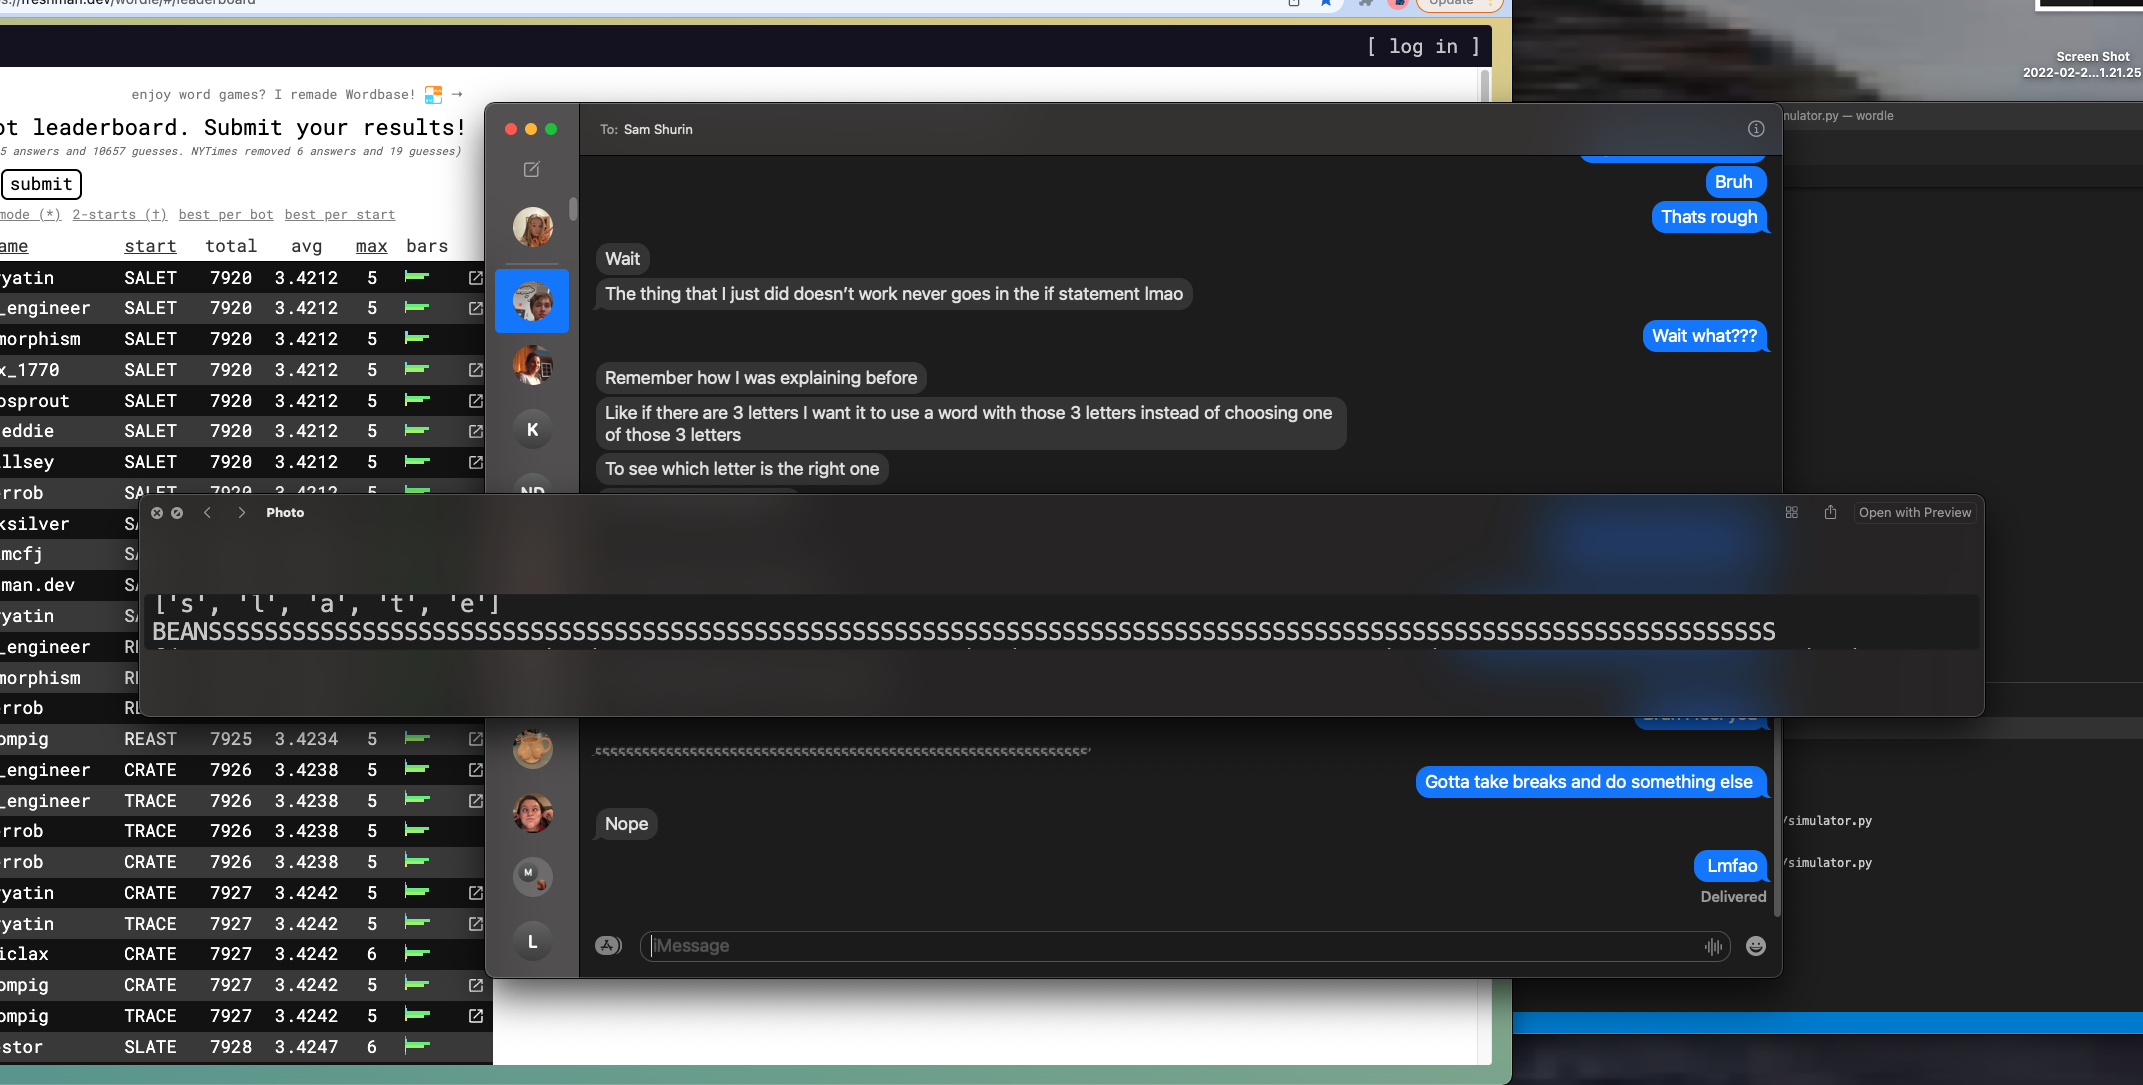 s://freshman.dev/wordle/#/leaderboard
Update
[ log in ]
enjoy word games? I remade Wordbase! →
ot leaderboard. Submit your results!
5 answers and 10657 guesses. NYTimes removed 6 answers and 19 guesses)
submit
mode (*) 2-starts (†) best per bot best per start
ame start total avg max bars
yatin SALET 7920 3.4212 5
_engineer SALET 7920 3.4212 5
morphism SALET 7920 3.4212 5
x_1770 SALET 7920 3.4212 5
osprout SALET 7920 3.4212 5
eddie SALET 7920 3.4212 5
llsey SALET 7920 3.4212 5
rrob SALET 7920 3.4212 5
ksilver SA
mcfj S
man.dev S
yatin SA
_engineer R
morphism R
rrob R
ompig REAST 7925 3.4234 5
_engineer CRATE 7926 3.4238 5
_engineer TRACE 7926 3.4238 5
rrob TRACE 7926 3.4238 5
rrob CRATE 7926 3.4238 5
yatin CRATE 7927 3.4242 5
yatin TRACE 7927 3.4242 5
iclax CRATE 7927 3.4242 6
ompig CRATE 7927 3.4242 5
ompig TRACE 7927 3.4242 5
stor SLATE 7928 3.4247 6
To: Sam Shurin
K
ND
M
L
Bruh
Thats rough
Wait
The thing that I just did doesn't work never goes in the if statement lmao
Wait what???
Remember how I was explaining before
Like if there are 3 letters I want it to use a word with those 3 letters instead of choosing one
of those 3 letters
To see which letter is the right one
Photo
Open with Preview
['s', 'l', 'a', 't', 'e']
BEANSSSSSSSSSSSSSSSSSSSSSSSSSSSSSSSSSSSSSSSSSSSSSSSSSSSSSSSSSSSSSSSSSSSSSSSSSSSSSSSSSSSSSSSSSSSSSSSSSSSSSSSSSSSSSSSS
Gotta take breaks and do something else
Nope
Lmfao
Delivered
iMessage
Screen Shot
2022-02-2...1.21.25
mulator.py — wordle
/simulator.py
/simulator.py